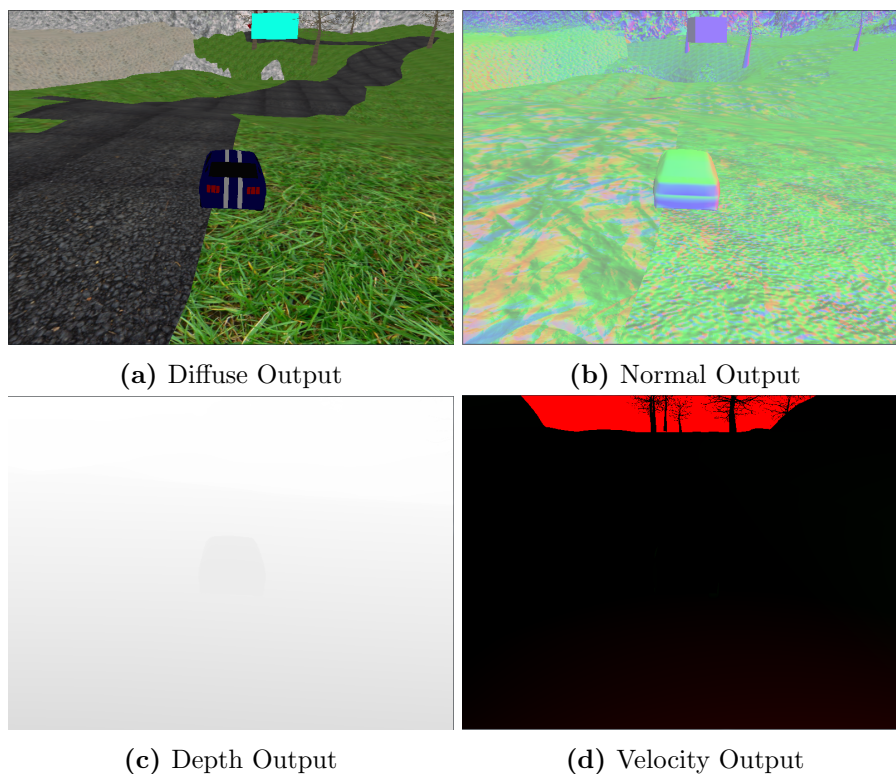 (a) Diffuse Output
(b) Normal Output
(c) Depth Output
(d) Velocity Output